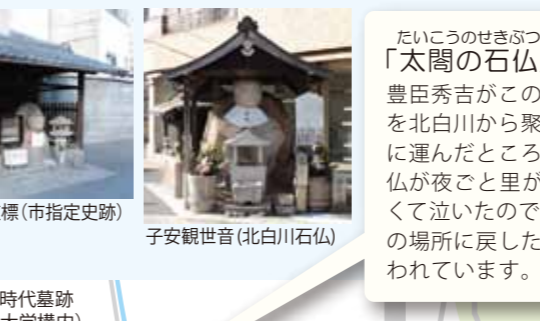 標(市指定史跡)
子安観世音(北白川石仏)
たいこうのせきぶつ
「太閤の石仏
豊臣秀吉がこの
を北白川から聚
に運んだところ
仏が夜ごと里が
くて泣いたので
の場所に戻した
われています。
時代墓跡
大学構内)